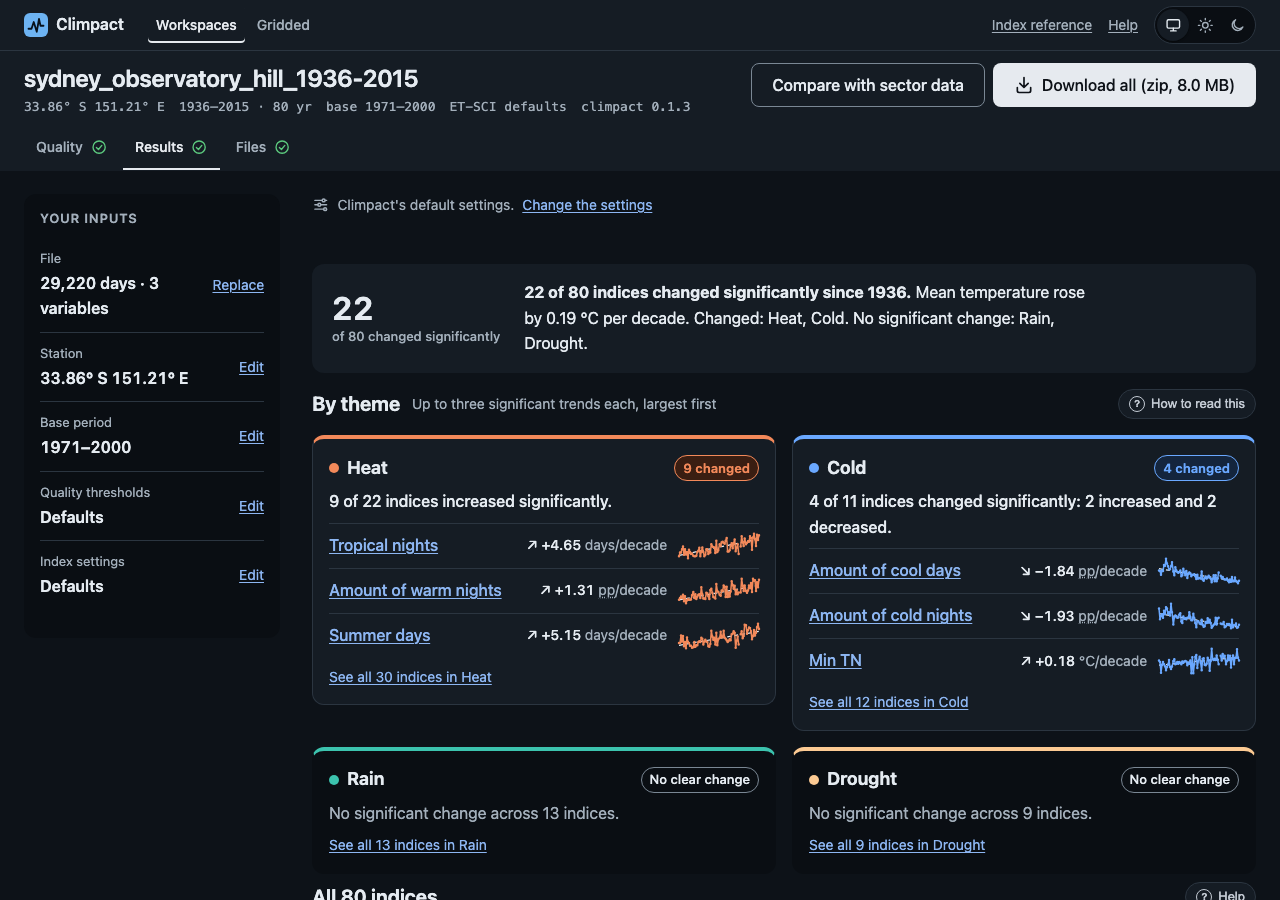 Climpact
Workspaces
Gridded
Index reference
Help
sydney_observatory_hill_1936-2015
33.86° S 151.21° E 1936–2015 · 80 yr base 1971–2000 ET-SCI defaults climpact 0.1.3
Compare with sector data
Download all (zip, 8.0 MB)
Quality
Results
Files
YOUR INPUTS
File
29,220 days · 3
variables
Replace
Station
33.86° S 151.21° E
Edit
Base period
1971–2000
Edit
Quality thresholds
Defaults
Edit
Index settings
Defaults
Edit
Climpact's default settings. Change the settings
22
of 80 changed significantly
22 of 80 indices changed significantly since 1936. Mean temperature rose
by 0.19 °C per decade. Changed: Heat, Cold. No significant change: Rain,
Drought.
By theme
Up to three significant trends each, largest first
How to read this
Heat
9 changed
9 of 22 indices increased significantly.
Tropical nights
↗ +4.65 days/decade
Amount of warm nights
↗ +1.31 pp/decade
Summer days
↗ +5.15 days/decade
See all 30 indices in Heat
Cold
4 changed
4 of 11 indices changed significantly: 2 increased and 2
decreased.
Amount of cool days
↘ −1.84 pp/decade
Amount of cold nights
↘ −1.93 pp/decade
Min TN
↗ +0.18 °C/decade
See all 12 indices in Cold
Rain
No clear change
No significant change across 13 indices.
See all 13 indices in Rain
Drought
No clear change
No significant change across 9 indices.
See all 9 indices in Drought
All 80 indices
Help